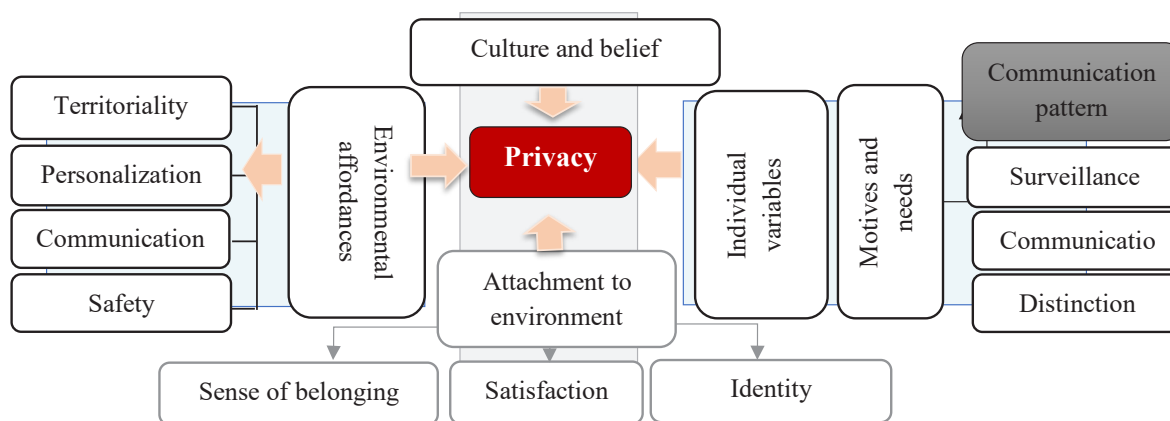 Culture and belief
Territoriality
Personalization
Communication
Safety
Environmental
affordances
Privacy
Individual
variables
Motives and
needs
Communication
pattern
Surveillance
Communicatio
Distinction
Attachment to
environment
Sense of belonging
Satisfaction
Identity